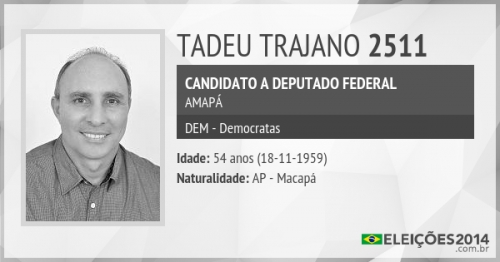 TADEU TRAJANO 2511
CANDIDATO A DEPUTADO FEDERAL
AMAPÁ
DEM - Democratas
Idade: 54 anos (18-11-1959)
Naturalidade: AP - Macapá
ELEIÇÕES2014
.com.br